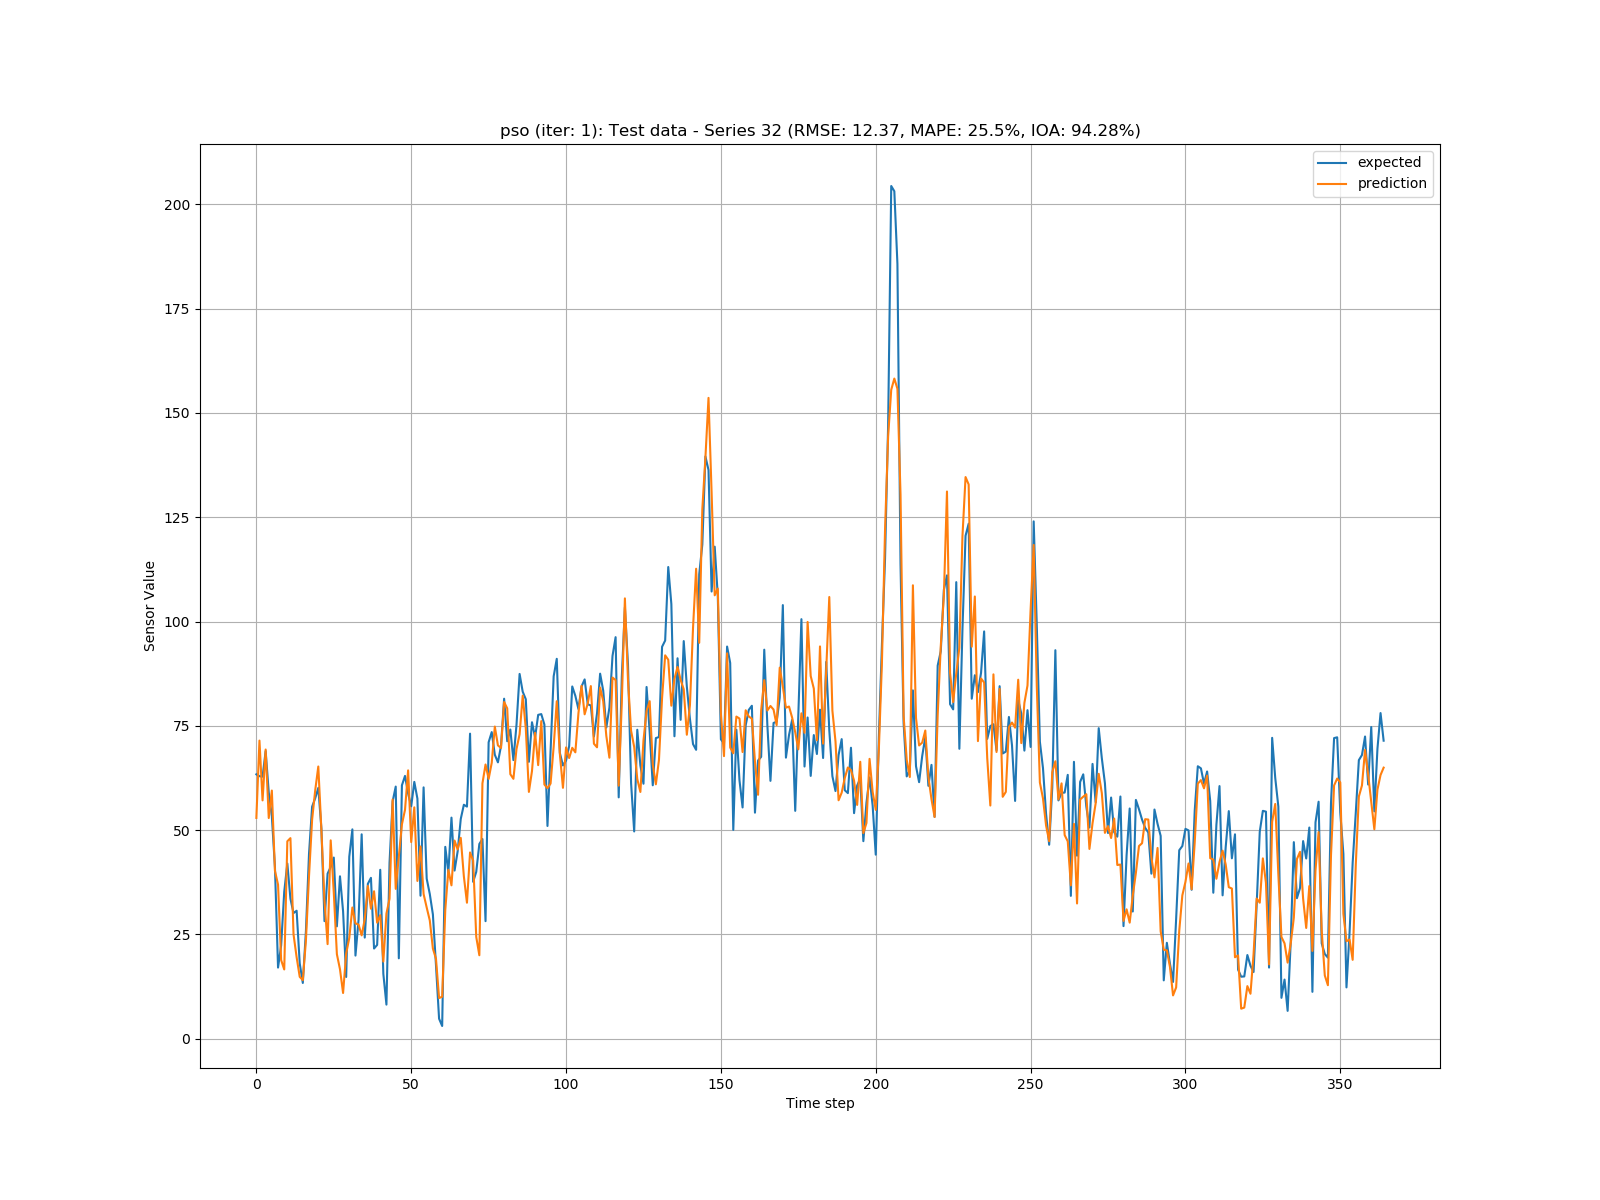 pso (iter: 1): Test data - Series 32 (RMSE: 12.37, MAPE: 25.5%, IOA: 94.28%)
expected
prediction
200
175
150
125
100
75
50
25
0
Sensor Value
0 50 100 150 200 250 300 350
Time step